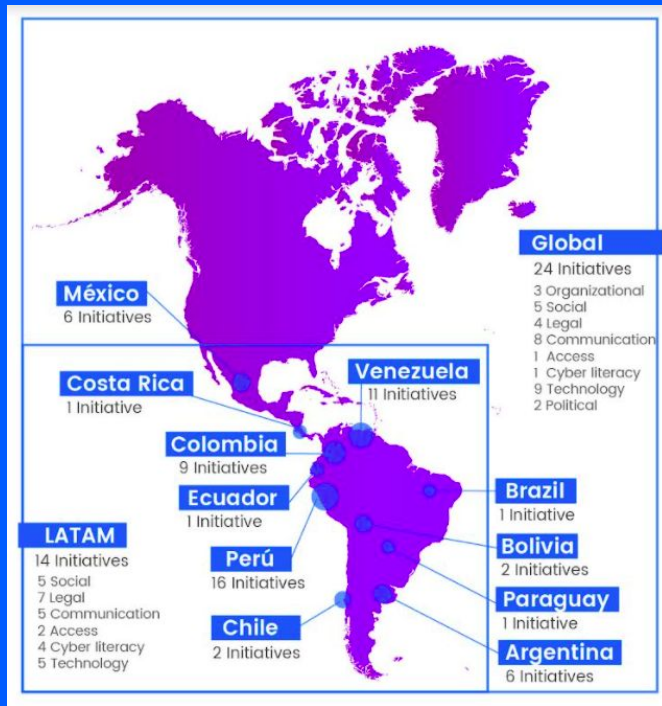 Global
24 Initiatives
3 Organizational
5 Social
4 Legal
8 Communication
1 Access
1 Cyber literacy
9 Technology
2 Political
México
6 Initiatives
Costa Rica
1 Initiative
Venezuela
11 Initiatives
Colombia
9 Initiatives
Ecuador
1 Initiative
Perú
16 Initiatives
Chile
2 Initiatives
Brazil
1 Initiative
Bolivia
2 Initiatives
Paraguay
1 Initiative
Argentina
6 Initiatives
LATAM
14 Initiatives
5 Social
7 Legal
5 Communication
2 Access
4 Cyber literacy
5 Technology